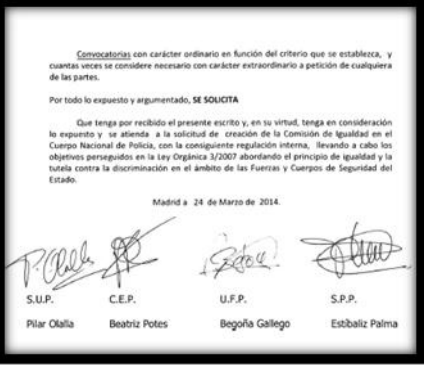 Convocatorias con carácter ordinario en función del criterio que se establezca, y
cuantas veces se considere necesario con carácter extraordinario a petición de cualquiera
de las partes.
Por todo lo expuesto y argumentado, SE SOLICITA
Que tenga por recibido el presente escrito y, en su virtud, tenga en consideración
lo expuesto y se atienda a la solicitud de creación de la Comisión de Igualdad en el
Cuerpo Nacional de Policía, con la consiguiente regulación interna, llevando a cabo los
objetivos perseguidos en la Ley Orgánica 3/2007 abordando el principio de igualdad y la
tutela contra la discriminación en el ámbito de las Fuerzas y Cuerpos de Seguridad del
Estado.
Madrid a 24 de Marzo de 2014.
P. Olalla
S.U.P. C.E.P. U.F.P. S.P.P.
Pilar Olalla Beatriz Potes Begoña Gallego Estíbaliz Palma